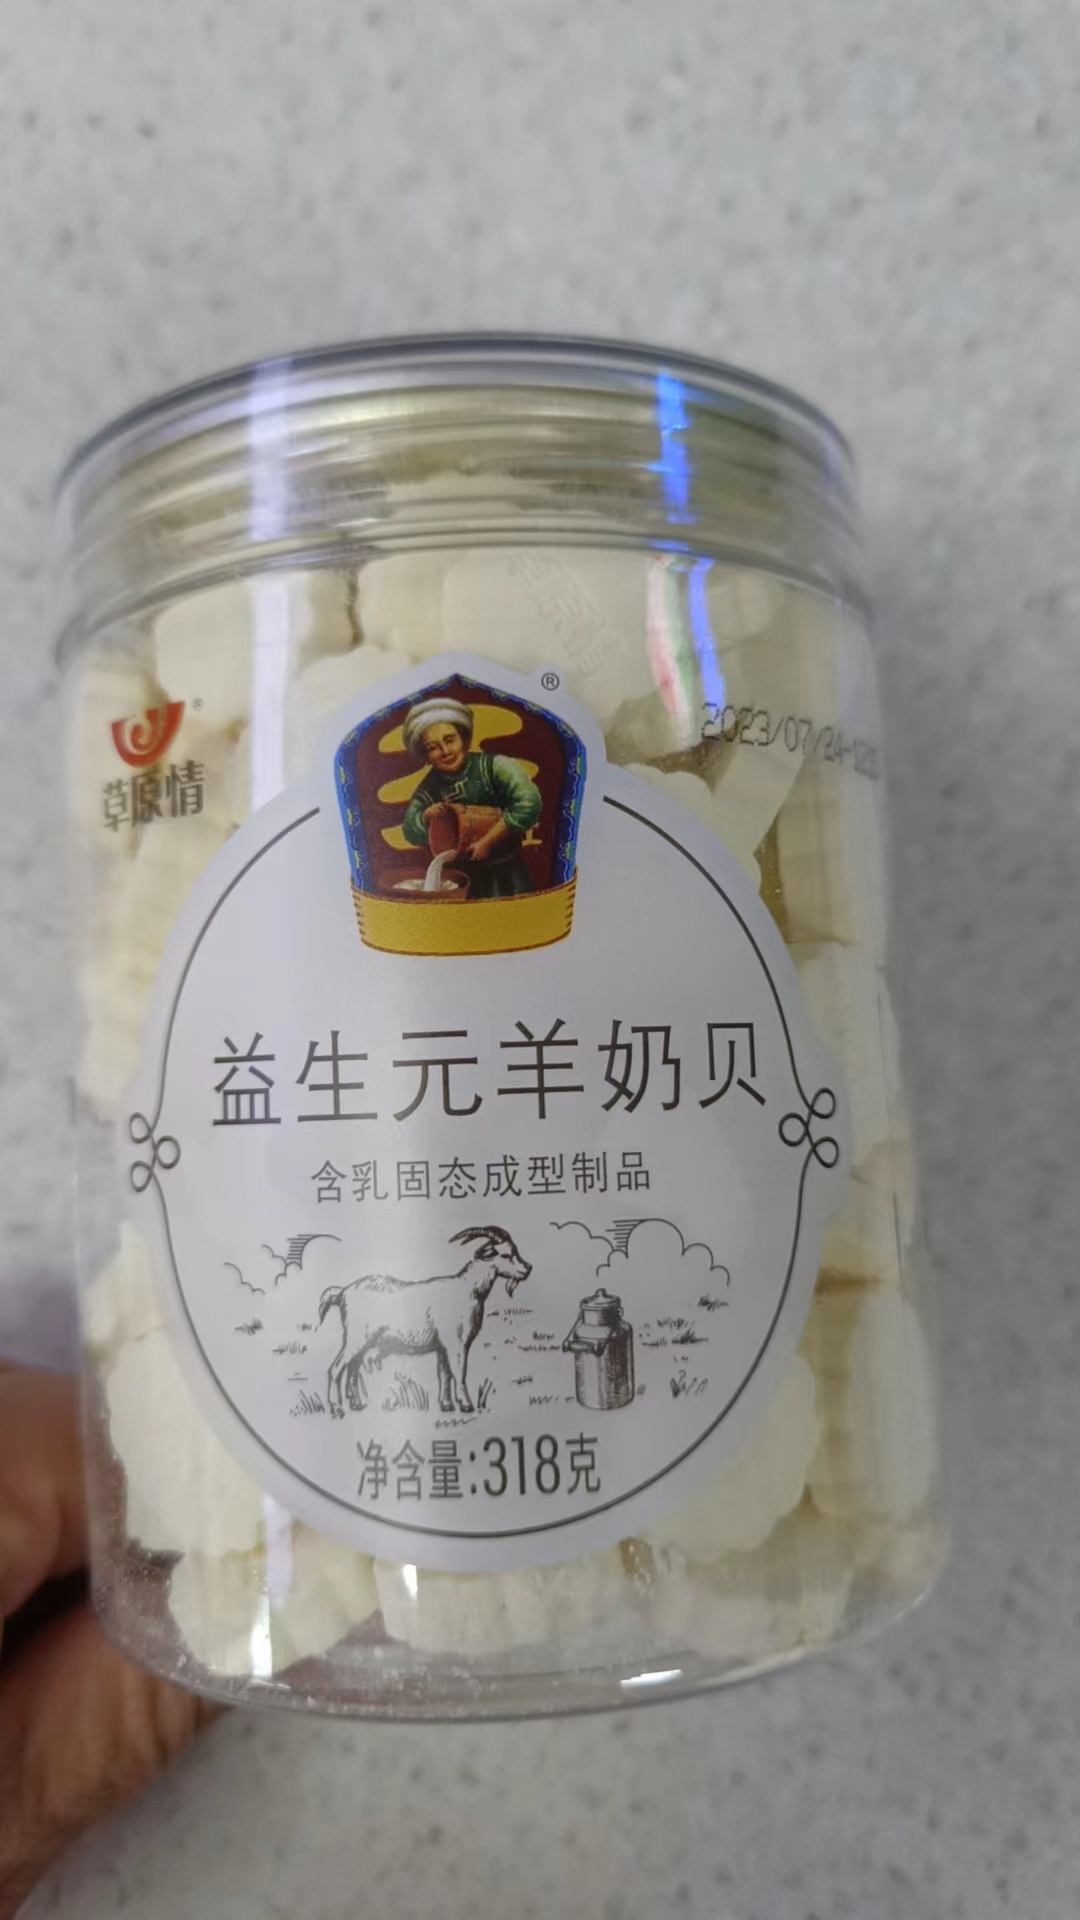 ®
草原情
®
2023/07/24
益生元羊奶贝
含乳固态成型制品
净含量:318克